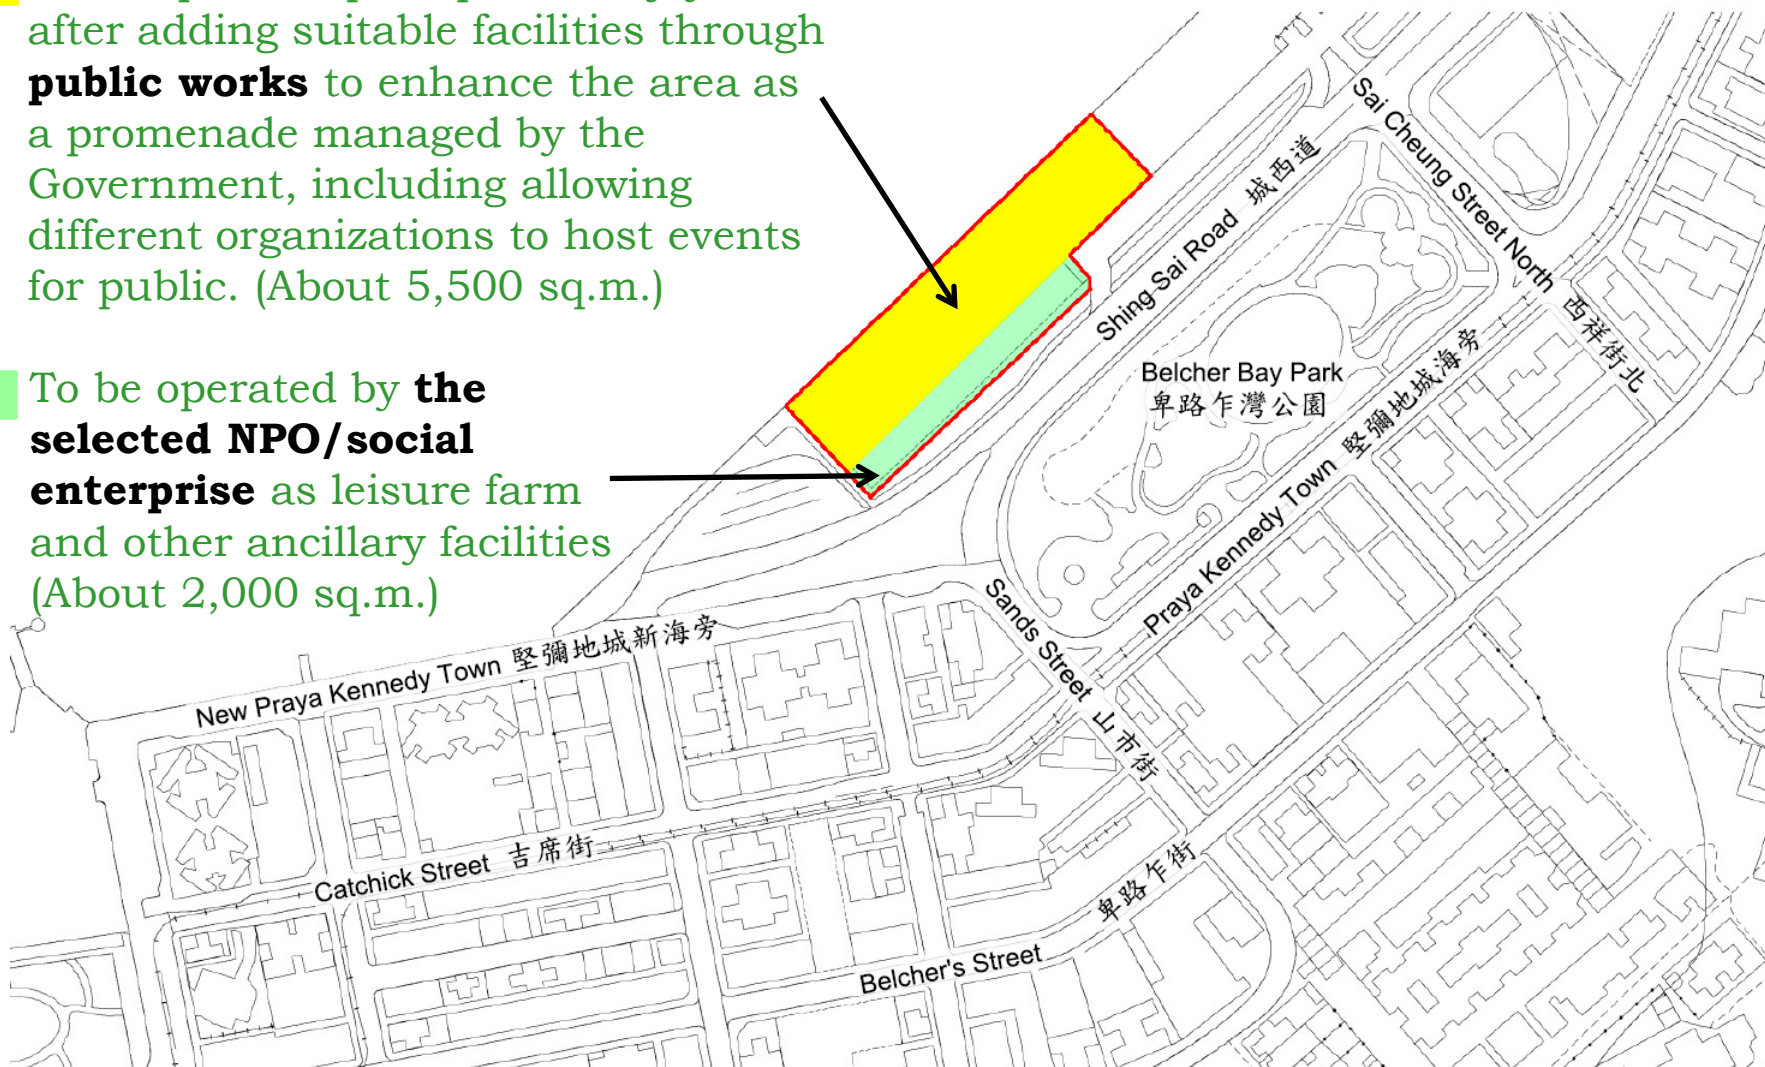 after adding suitable facilities through
public works to enhance the area as
a promenade managed by the
Government, including allowing
different organizations to host events
for public. (About 5,500 sq.m.)
To be operated by the
selected NPO/social
enterprise as leisure farm
and other ancillary facilities
(About 2,000 sq.m.)
Sai Cheung Street North 西祥街北
Shing Sai Road 城西道
Belcher Bay Park
卑路乍灣公園
Praya Kennedy Town 堅彌地城海旁
Sands Street 山市街
New Praya Kennedy Town 堅彌地城新海旁
Catchick Street 吉席街
Belcher's Street 卑路乍街